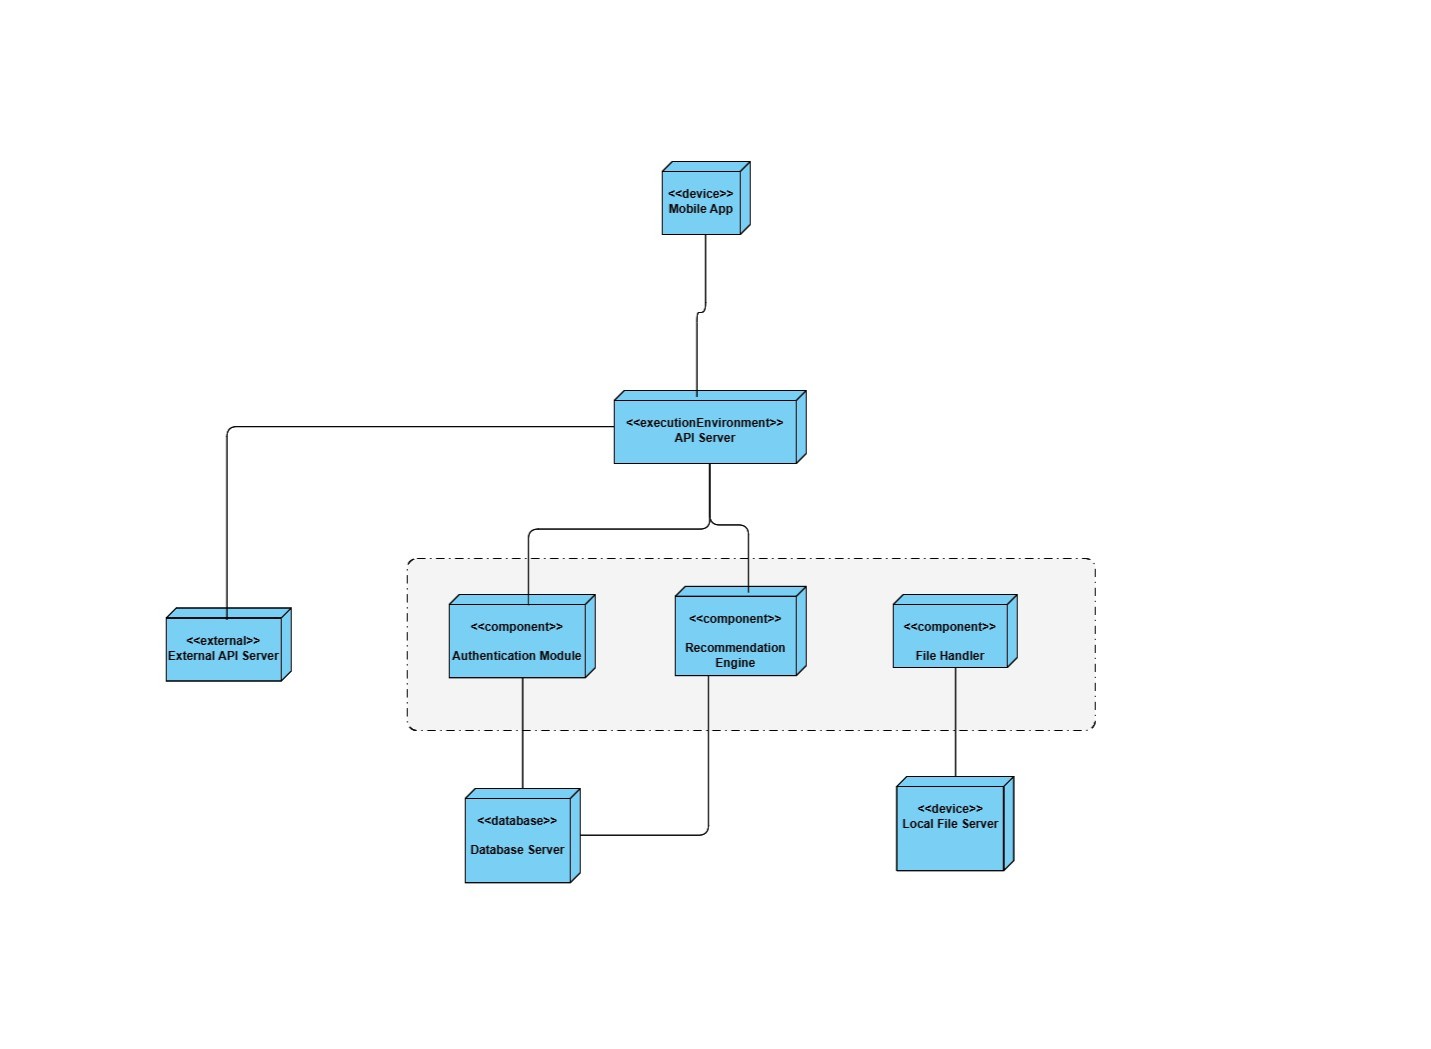 <<device>>
Mobile App
<<executionEnvironment>>
API Server
<<external>>
External API Server
<<component>>
Authentication Module
<<component>>
Recommendation
Engine
<<component>>
File Handler
<<database>>
Database Server
<<device>>
Local File Server